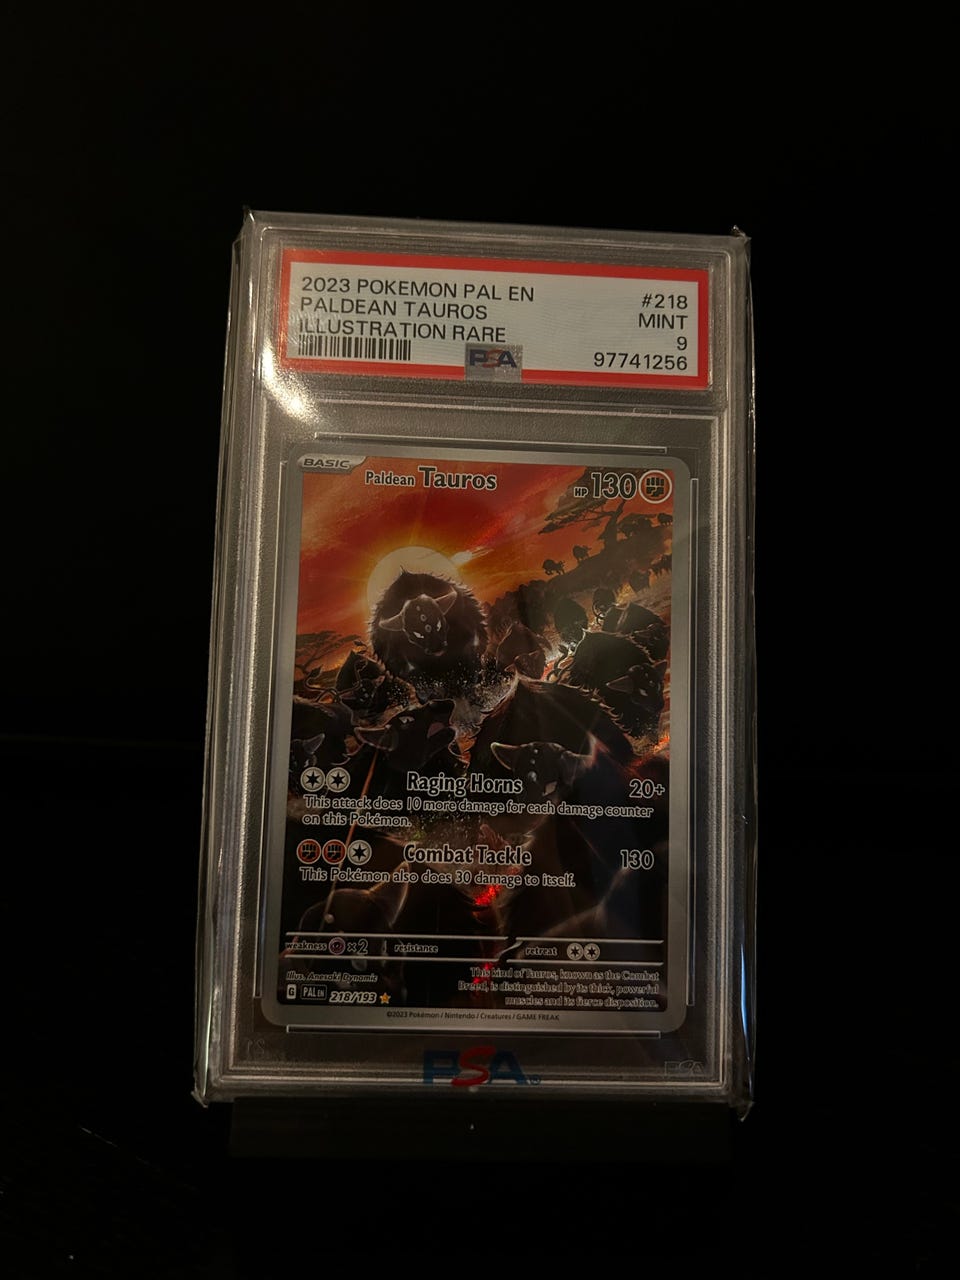 2023 POKEMON PAL EN #218
PALDEAN TAUROS MINT
ILLUSTRATION RARE 9
PSA 97741256
BASIC Paldean Tauros HP 130
Raging Horns 20+
This attack does 10 more damage for each damage counter
on this Pokémon.
Combat Tackle 130
This Pokémon also does 30 damage to itself.
weakness ×2 resistance retreat
Illus. Anesaki Dynamic
G PAL EN 218/193
This kind of Tauros, known as the Combat
Breed, is distinguished by its thick, powerful
muscles and its fierce disposition.
©2023 Pokémon / Nintendo / Creatures / GAME FREAK
PSA®
PSA